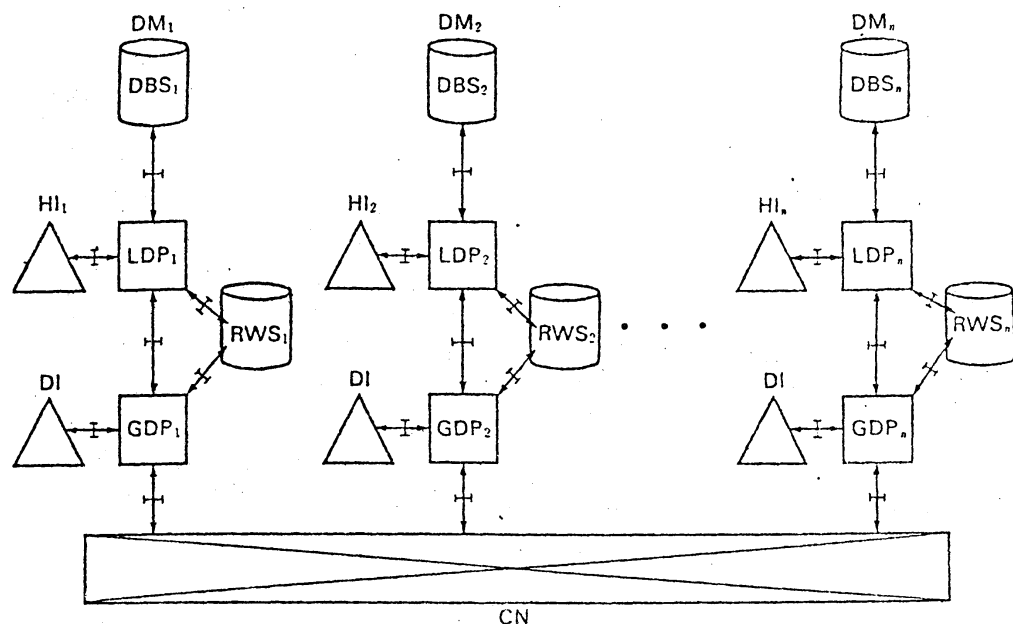 DM₁ DM₂ DMₙ
DBS₁ DBS₂ DBSₙ
HI₁ HI₂ HIₙ
LDP₁ LDP₂ LDPₙ
RWS₁ RWS₂ • • • RWSₙ
DI DI DI
GDP₁ GDP₂ GDPₙ
CN